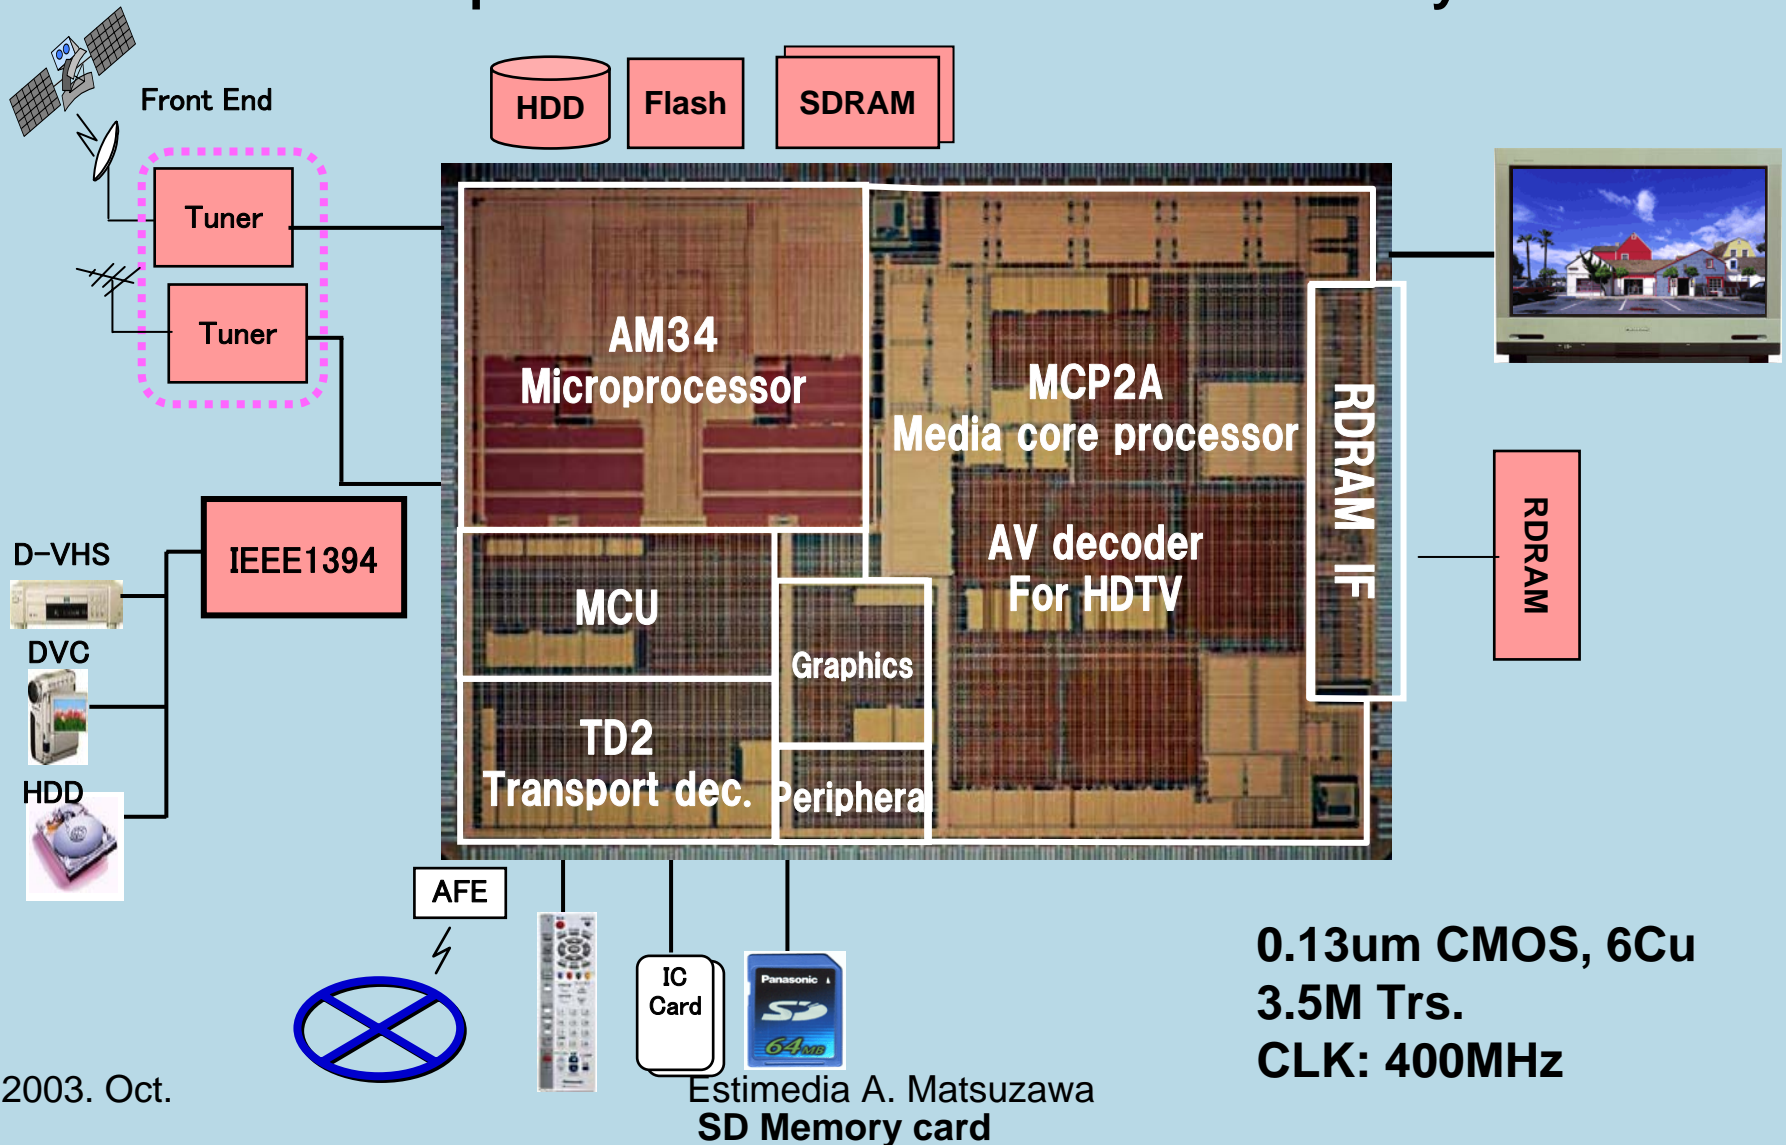 Front End
HDD
Flash
SDRAM
Tuner
Tuner
AM34
Microprocessor
MCP2A
Media core processor
RDRAM IF
AV decoder
For HDTV
RDRAM
IEEE1394
D-VHS
DVC
HDD
MCU
Graphics
TD2
Transport dec.
Periphera
AFE
IC
Card
Panasonic
SD
64MB
0.13um CMOS, 6Cu
3.5M Trs.
CLK: 400MHz
2003. Oct.
Estimedia A. Matsuzawa
SD Memory card